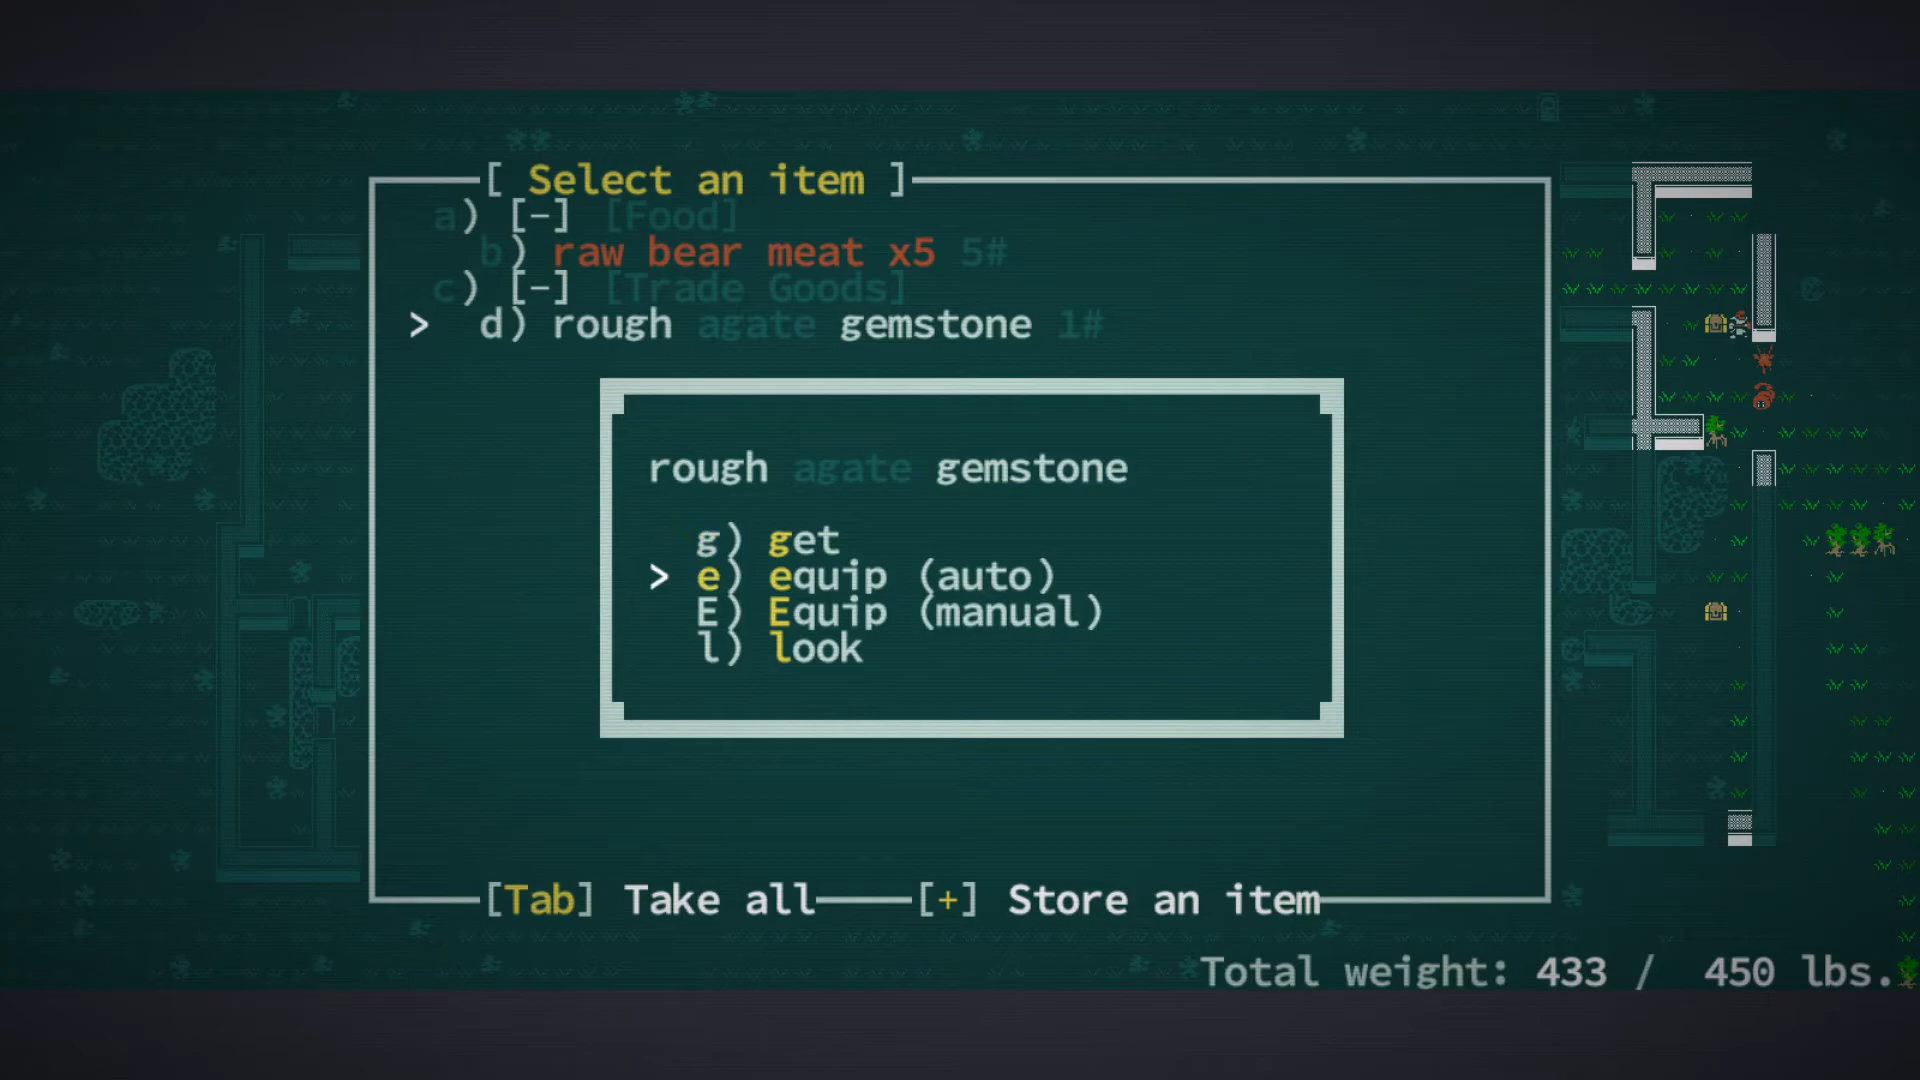 [ Select an item ]
a) [-] [Food]
b) raw bear meat x5 5#
c) [-] [Trade Goods]
> d) rough agate gemstone 1#
rough agate gemstone
g) get
> e) equip (auto)
E) Equip (manual)
l) look
[Tab] Take all [+] Store an item
Total weight: 433 / 450 lbs.